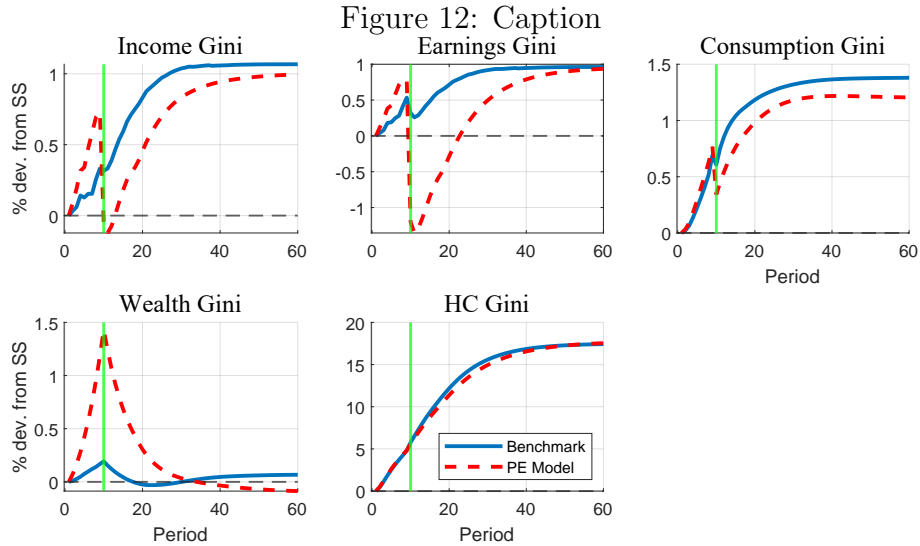 Figure 12: Caption
Income Gini
Earnings Gini
Consumption Gini
% dev. from SS
1
0.5
0
0 20 40 60
1
0.5
0
-0.5
-1
0 20 40 60
1.5
1
0.5
0
0 20 40 60
Period
Wealth Gini
HC Gini
% dev. from SS
1.5
1
0.5
0
0 20 40 60
Period
20
15
10
5
0
0 20 40 60
Period
Benchmark
PE Model